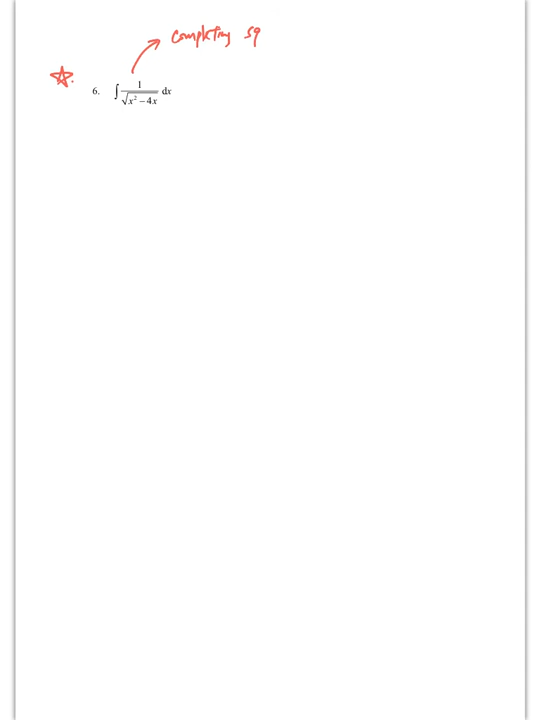 completing sq
6. ∫ 1/√(x² − 4x) dx